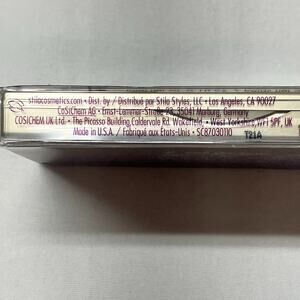 stilacosmetics.com • Dist. by / Distribué par Stila Styles, LLC • Los Angeles, CA 90027
CoSiChem AG • Ernst-Lemmer-Straße 23, 35041 Marburg, Germany
COSICHEM UK Ltd. • The Picasso Building, Caldervale Rd. Wakefield, • West Yorkshire, WF1 5PF, UK
Made in U.S.A. / Fabriqué aux États-Unis • SC87030110 T21A